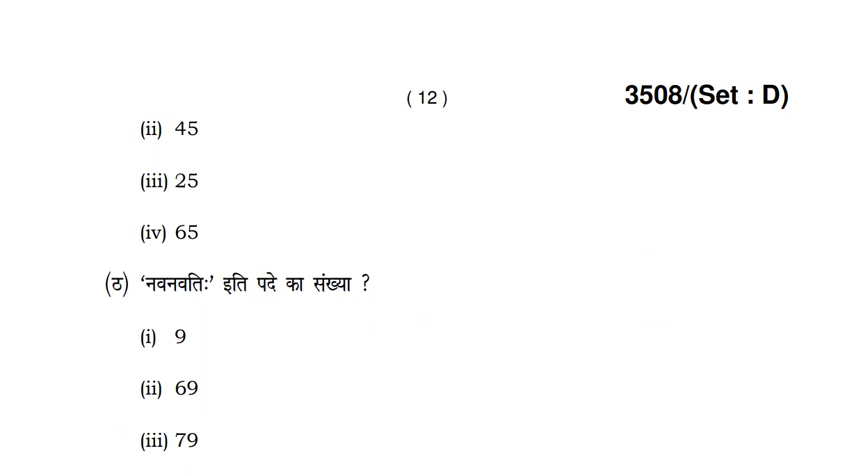 ( 12 )
3508/(Set : D)
(ii) 45
(iii) 25
(iv) 65
(ठ) ‘नवनवतिः’ इति पदे का संख्या ?
(i) 9
(ii) 69
(iii) 79